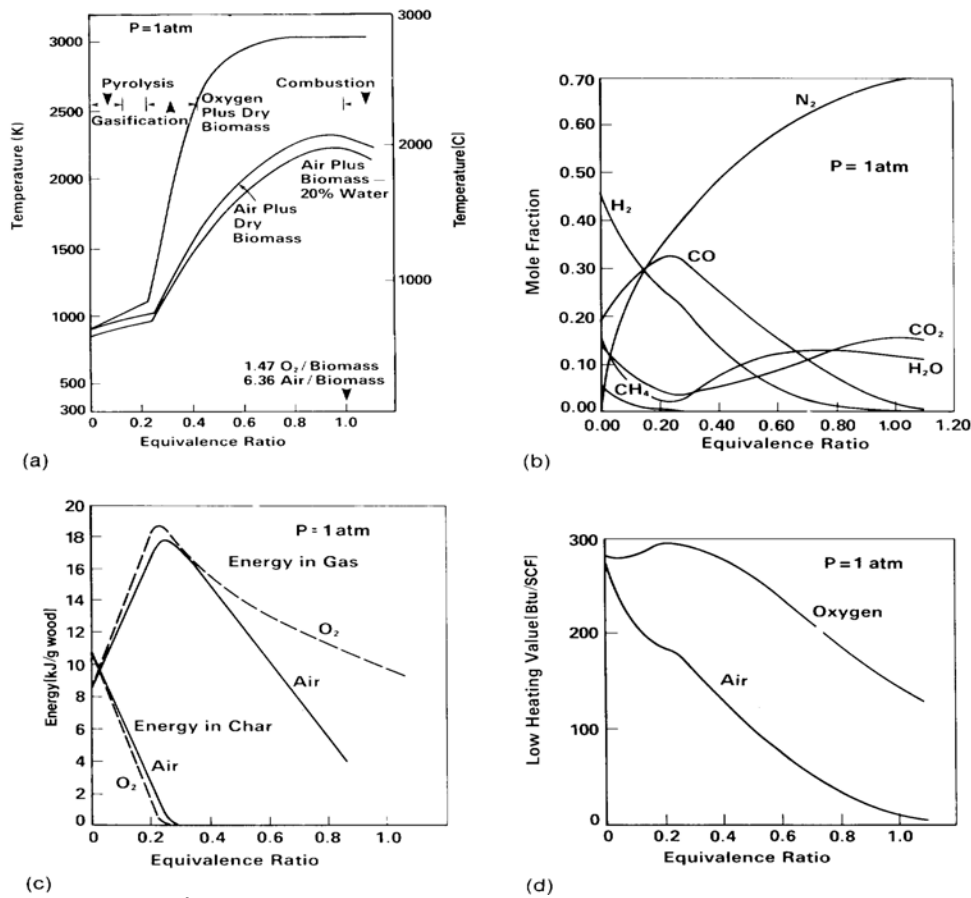 P=1atm
3000
2500
2000
1500
1000
500
300
Temperature (K)
3000
2000
1000
Temperature(C)
Pyrolysis
Gasification
Combustion
Oxygen
Plus Dry
Biomass
Air Plus
Biomass —
20% Water
Air Plus
Dry
Biomass
1.47 O₂/Biomass
6.36 Air/Biomass
0 0.2 0.4 0.6 0.8 1.0
Equivalence Ratio
(a)
0.70
0.60
0.50
0.40
0.30
0.20
0.10
0.00
Mole Fraction
N₂
P=1atm
H₂
CO
CO₂
H₂O
CH₄
0.00 0.20 0.40 0.60 0.80 1.00 1.20
Equivalence Ratio
(b)
20
18
16
14
12
10
8
6
4
2
0
Energy[kJ/g wood]
P=1atm
Energy in Gas
O₂
Air
Energy in Char
Air
O₂
0 0.2 0.4 0.6 0.8 1.0
Equivalence Ratio
(c)
300
200
100
0
Low Heating Value[Btu/SCF]
P=1 atm
Oxygen
Air
0 0.2 0.4 0.6 0.8 1.0
Equivalence Ratio
(d)